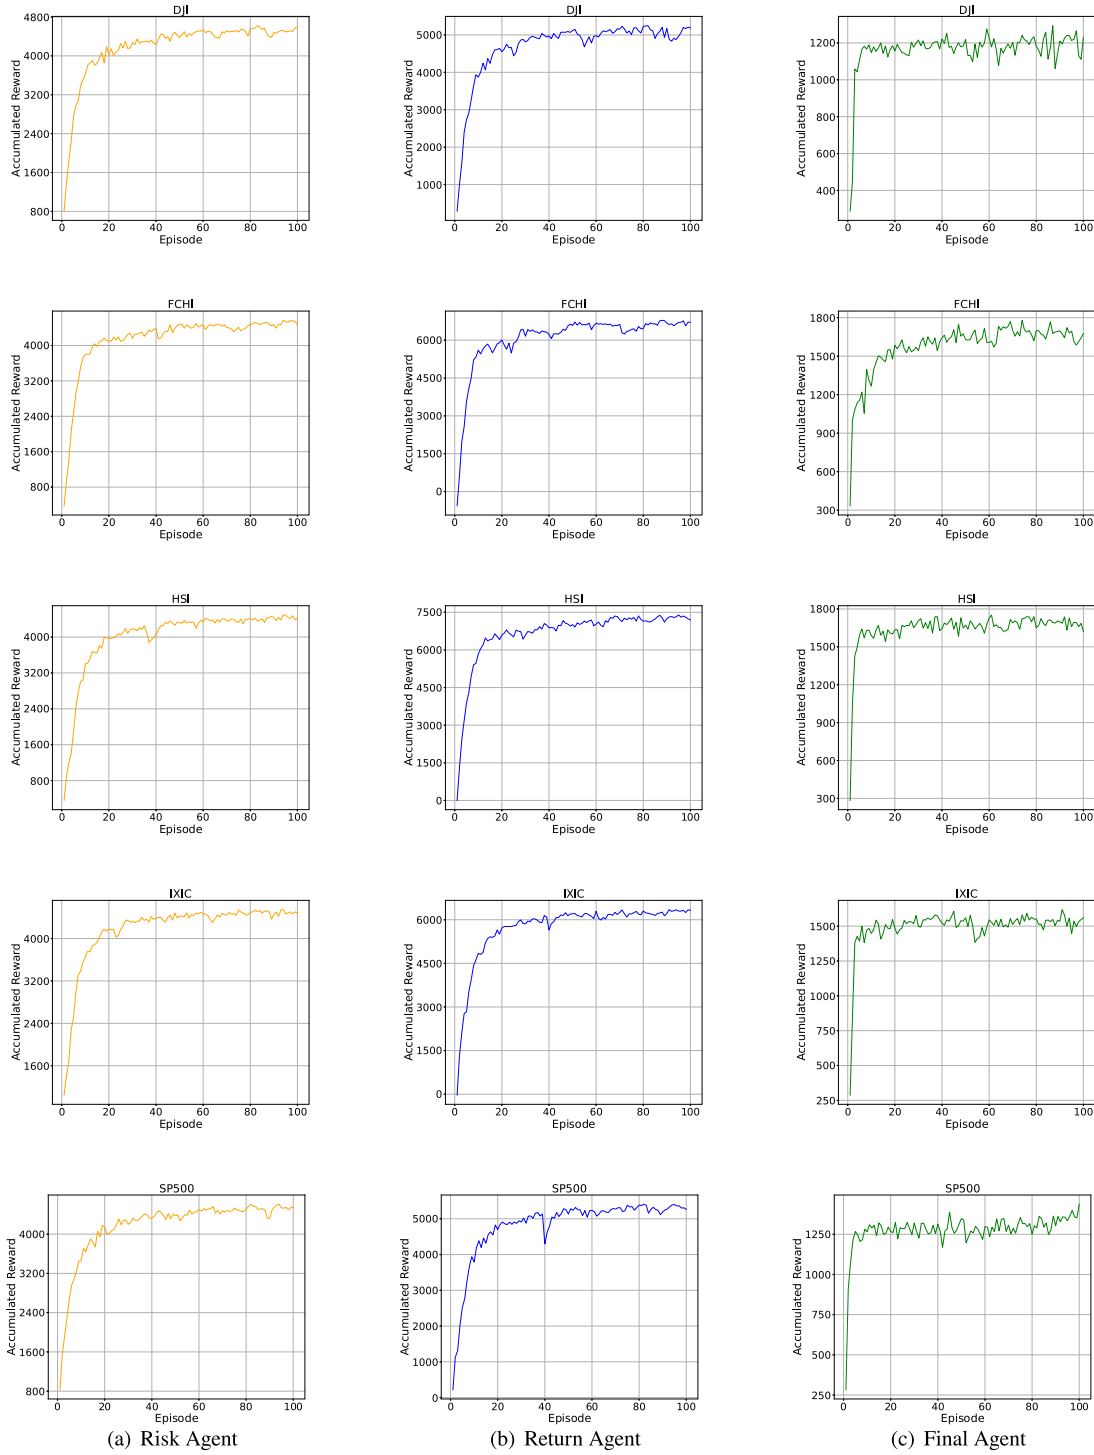 DJI
DJI
DJI
Accumulated Reward
4800
4000
3200
2400
1600
800
0 20 40 60 80 100
Episode
Accumulated Reward
5000
4000
3000
2000
1000
0 20 40 60 80 100
Episode
Accumulated Reward
1200
1000
800
600
400
0 20 40 60 80 100
Episode
FCHI
FCHI
FCHI
Accumulated Reward
4000
3200
2400
1600
800
0 20 40 60 80 100
Episode
Accumulated Reward
6000
4500
3000
1500
0
0 20 40 60 80 100
Episode
Accumulated Reward
1800
1500
1200
900
600
300
0 20 40 60 80 100
Episode
HSI
HSI
HSI
Accumulated Reward
4000
3200
2400
1600
800
0 20 40 60 80 100
Episode
Accumulated Reward
7500
6000
4500
3000
1500
0
0 20 40 60 80 100
Episode
Accumulated Reward
1800
1500
1200
900
600
300
0 20 40 60 80 100
Episode
IXIC
IXIC
IXIC
Accumulated Reward
4000
3200
2400
1600
0 20 40 60 80 100
Episode
Accumulated Reward
6000
4500
3000
1500
0
0 20 40 60 80 100
Episode
Accumulated Reward
1500
1250
1000
750
500
250
0 20 40 60 80 100
Episode
SP500
SP500
SP500
Accumulated Reward
4000
3200
2400
1600
800
0 20 40 60 80 100
Episode
Accumulated Reward
5000
4000
3000
2000
1000
0
0 20 40 60 80 100
Episode
Accumulated Reward
1250
1000
750
500
250
0 20 40 60 80 100
Episode
(a) Risk Agent
(b) Return Agent
(c) Final Agent